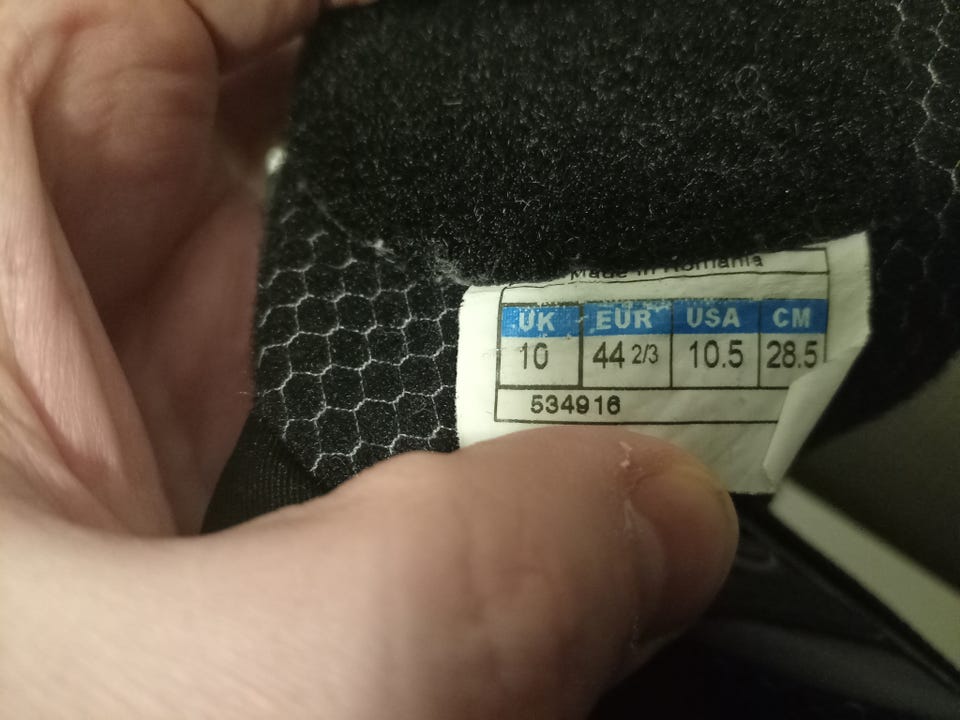 Made in Romania
UK EUR USA CM
10 44 2/3 10.5 28.5
534916